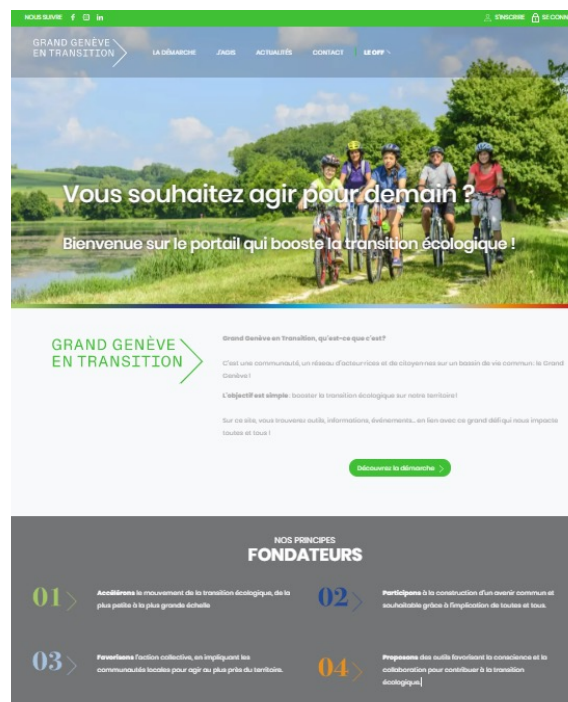 NOUS SUIVRE
S'INSCRIRE SE CONN
GRAND GENÈVE
EN TRANSITION
LA DÉMARCHE J'AGIS ACTUALITÉS CONTACT LE OFF
Vous souhaitez agir pour demain ?
Bienvenue sur le portail qui booste la transition écologique !
GRAND GENÈVE
EN TRANSITION
Grand Genève en Transition, qu'est-ce que c'est?
C'est une communauté, un réseau d'acteur·rices et de citoyen·nes sur un bassin de vie commun: le Grand
Genève!
L'objectif est simple: booster la transition écologique sur notre territoire!
Sur ce site, vous trouverez outils, informations, événements...en lien avec ce grand défi qui nous impacte
toutes et tous !
Découvrez la démarche
NOS PRINCIPES
FONDATEURS
01
Accélérons le mouvement de la transition écologique, de la
plus petite à la plus grande échelle
02
Participons à la construction d'un avenir commun et
souhaitable grâce à l'implication de toutes et tous.
03
Favorisons l'action collective, en impliquant les
communautés locales pour agir au plus près du territoire.
04
Proposons des outils favorisant la conscience et la
collaboration pour contribuer à la transition
écologique.